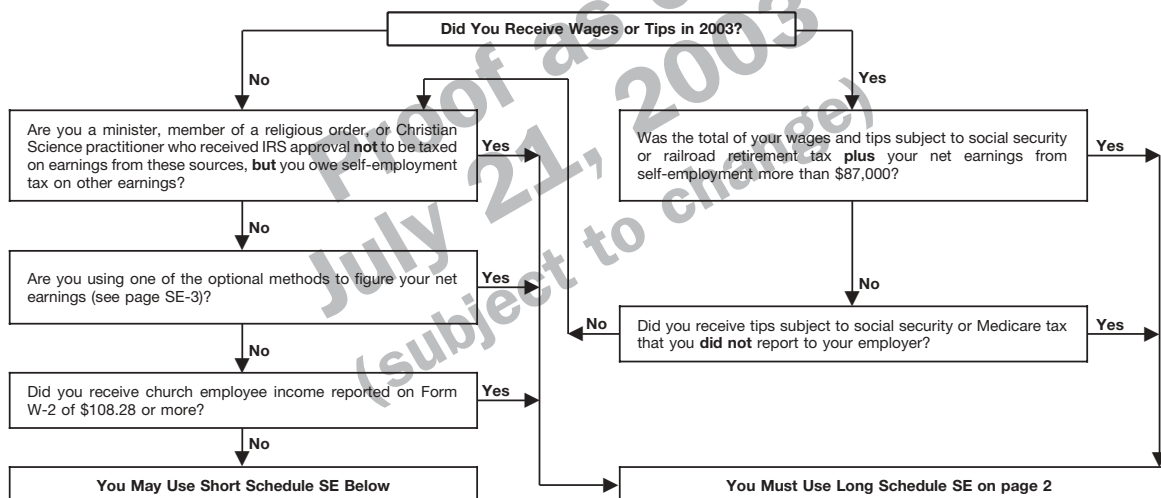 Did You Receive Wages or Tips in 2003?
No
Yes
Are you a minister, member of a religious order, or Christian
Science practitioner who received IRS approval not to be taxed
on earnings from these sources, but you owe self-employment
tax on other earnings?
Yes
Was the total of your wages and tips subject to social security
or railroad retirement tax plus your net earnings from
self-employment more than $87,000?
Yes
No
No
Are you using one of the optional methods to figure your net
earnings (see page SE-3)?
Yes
No
Did you receive tips subject to social security or Medicare tax
that you did not report to your employer?
Yes
No
Did you receive church employee income reported on Form
W-2 of $108.28 or more?
Yes
No
You May Use Short Schedule SE Below
You Must Use Long Schedule SE on page 2
Proof as
July 21, 2003
(subject to change)